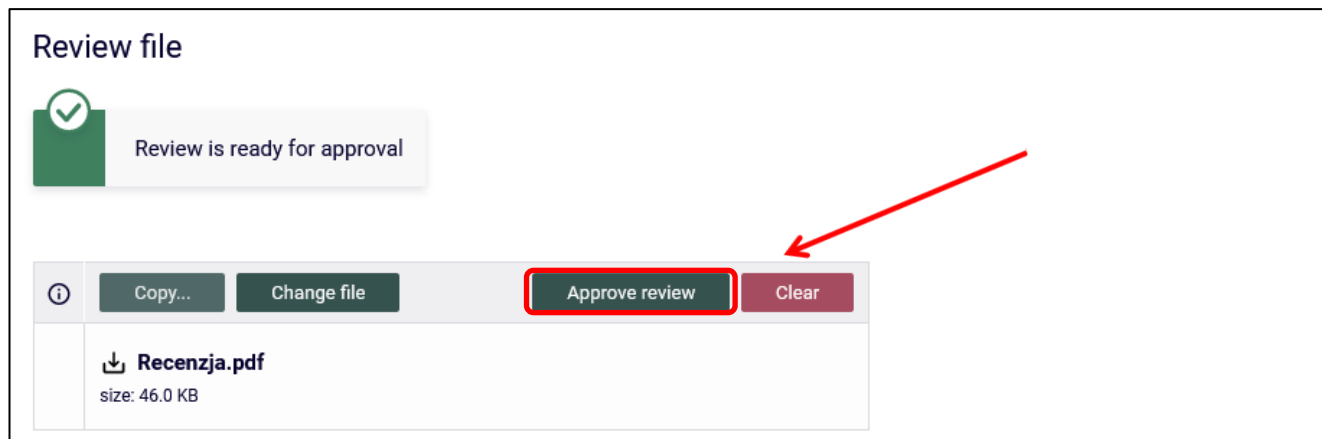 Review file
Review is ready for approval
Copy... Change file Approve review Clear
Recenzja.pdf
size: 46.0 KB